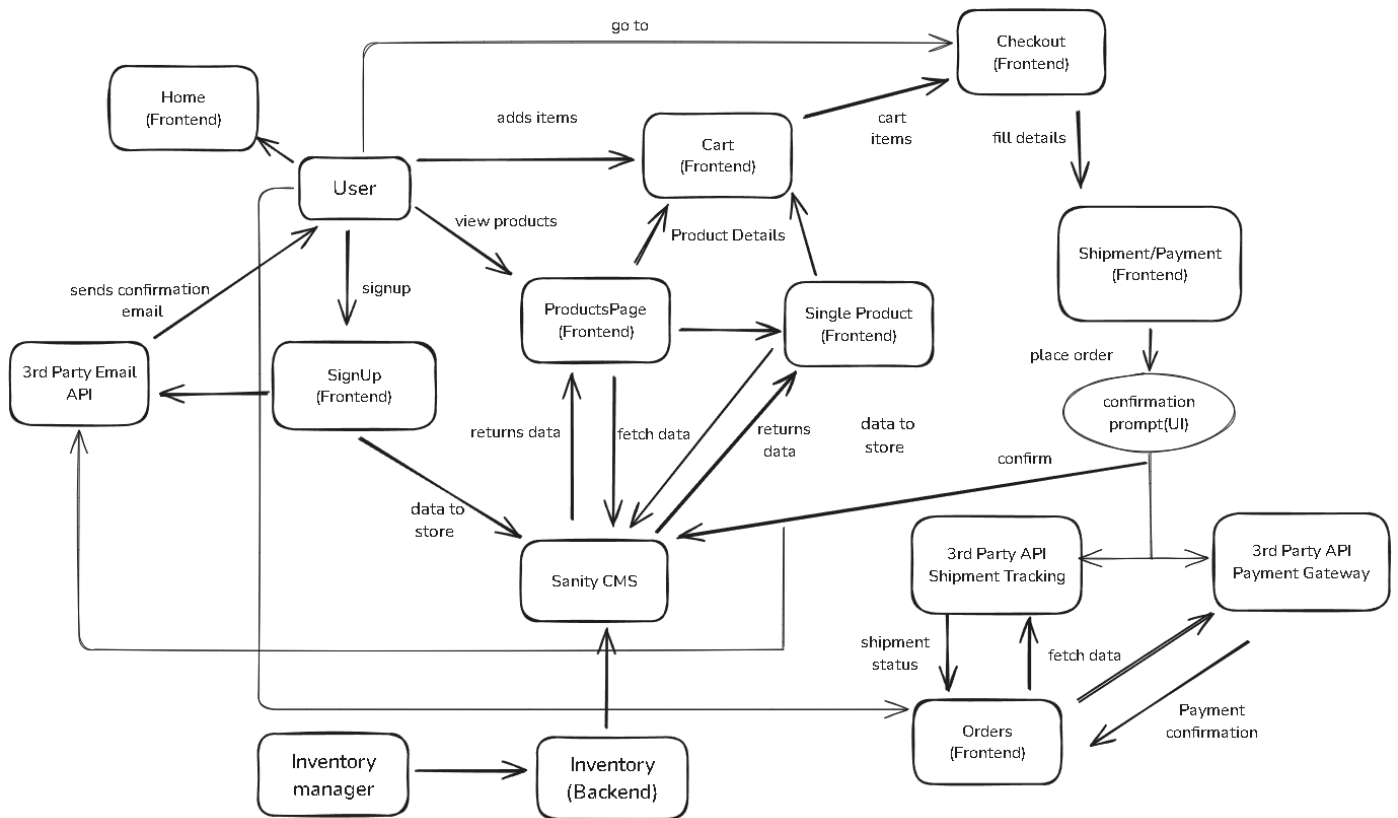 go to
Checkout
(Frontend)
Home
(Frontend)
adds items
Cart
(Frontend)
cart
items
fill details
User
view products
Product Details
Shipment/Payment
(Frontend)
sends confirmation
email
signup
ProductsPage
(Frontend)
Single Product
(Frontend)
place order
3rd Party Email
API
SignUp
(Frontend)
confirmation
prompt(UI)
returns data
fetch data
returns
data
data to
store
confirm
data to
store
Sanity CMS
3rd Party API
Shipment Tracking
3rd Party API
Payment Gateway
shipment
status
fetch data
Payment
confirmation
Orders
(Frontend)
Inventory
manager
Inventory
(Backend)